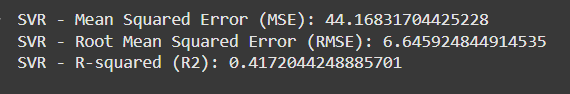 SVR - Mean Squared Error (MSE): 44.16831704425228
SVR - Root Mean Squared Error (RMSE): 6.645924844914535
SVR - R-squared (R2): 0.4172044248885701